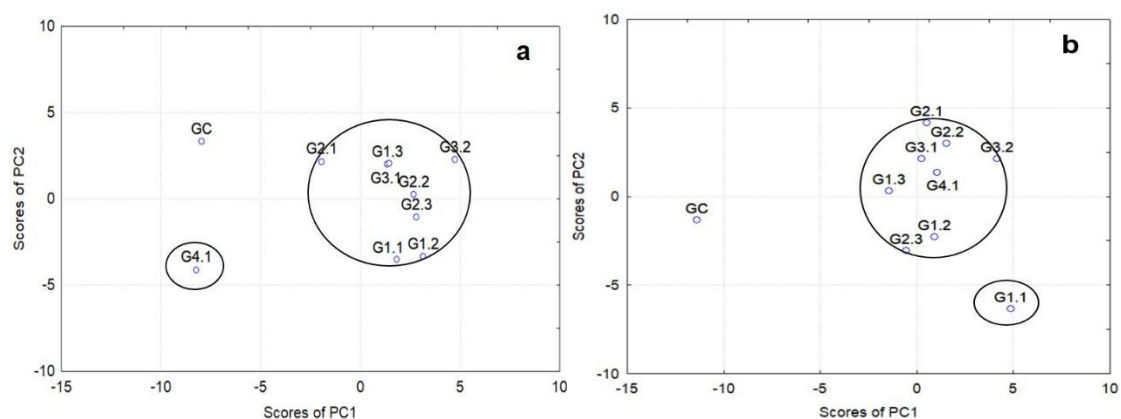 a
10
5
0
-5
-10
Scores of PC2
GC
G2.1
G1.3
G3.2
G3.1
G2.2
G2.3
G4.1
G1.1
G1.2
-15
-10
-5
0
5
10
Scores of PC1
b
10
5
0
-5
-10
Scores of PC2
G2.1
G2.2
G3.1
G3.2
G1.3
G4.1
GC
G1.2
G2.3
G1.1
-15
-10
-5
0
5
10
Scores of PC1